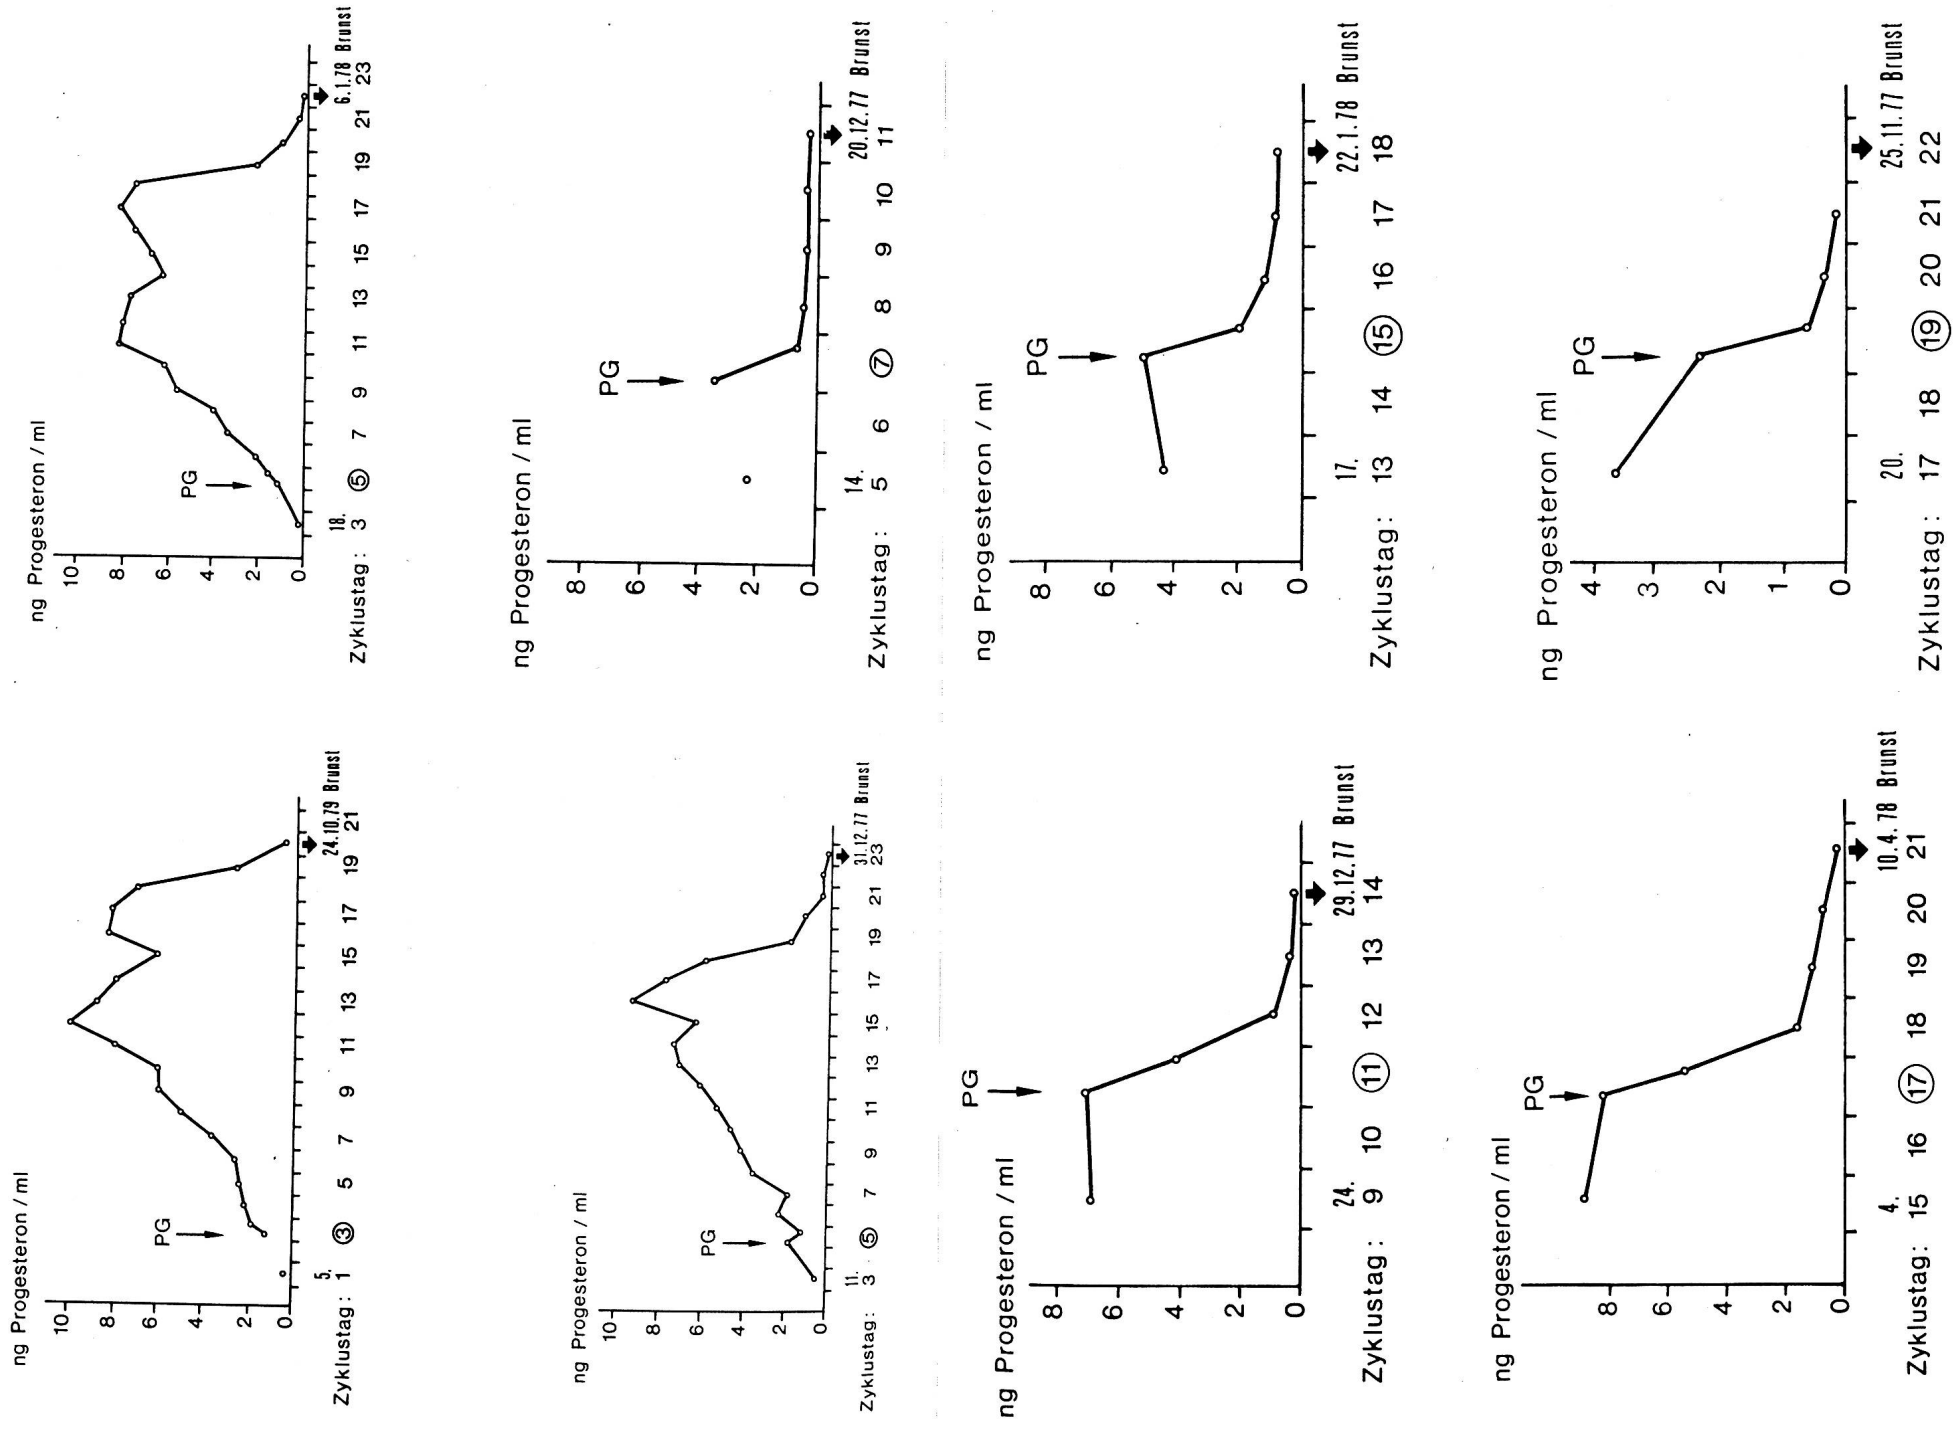 ng Progesteron / ml
PG
10
8
6
4
2
0
5. 24.10.79 Brunst
Zyklustag : 1 3 5 7 9 11 13 15 17 19 21
ng Progesteron / ml
PG
10
8
6
4
2
0
18. 6.1.78 Brunst
Zyklustag : 3 5 7 9 11 13 15 17 19 21 23
ng Progesteron / ml
PG
10
8
6
4
2
0
11. 31.12.77 Brunst
Zyklustag : 3 5 7 9 11 13 15 17 19 21 23
ng Progesteron / ml
PG
8
6
4
2
0
14. 20.12.77 Brunst
Zyklustag : 5 6 7 8 9 10 11
ng Progesteron / ml
PG
8
6
4
2
0
24. 29.12.77 Brunst
Zyklustag : 9 10 11 12 13 14
ng Progesteron / ml
PG
8
6
4
2
0
17. 22.1.78 Brunst
Zyklustag : 13 14 15 16 17 18
ng Progesteron / ml
PG
8
6
4
2
0
4. 10.4.78 Brunst
Zyklustag : 15 16 17 18 19 20 21
ng Progesteron / ml
PG
4
3
2
1
0
20. 25.11.77 Brunst
Zyklustag : 17 18 19 20 21 22